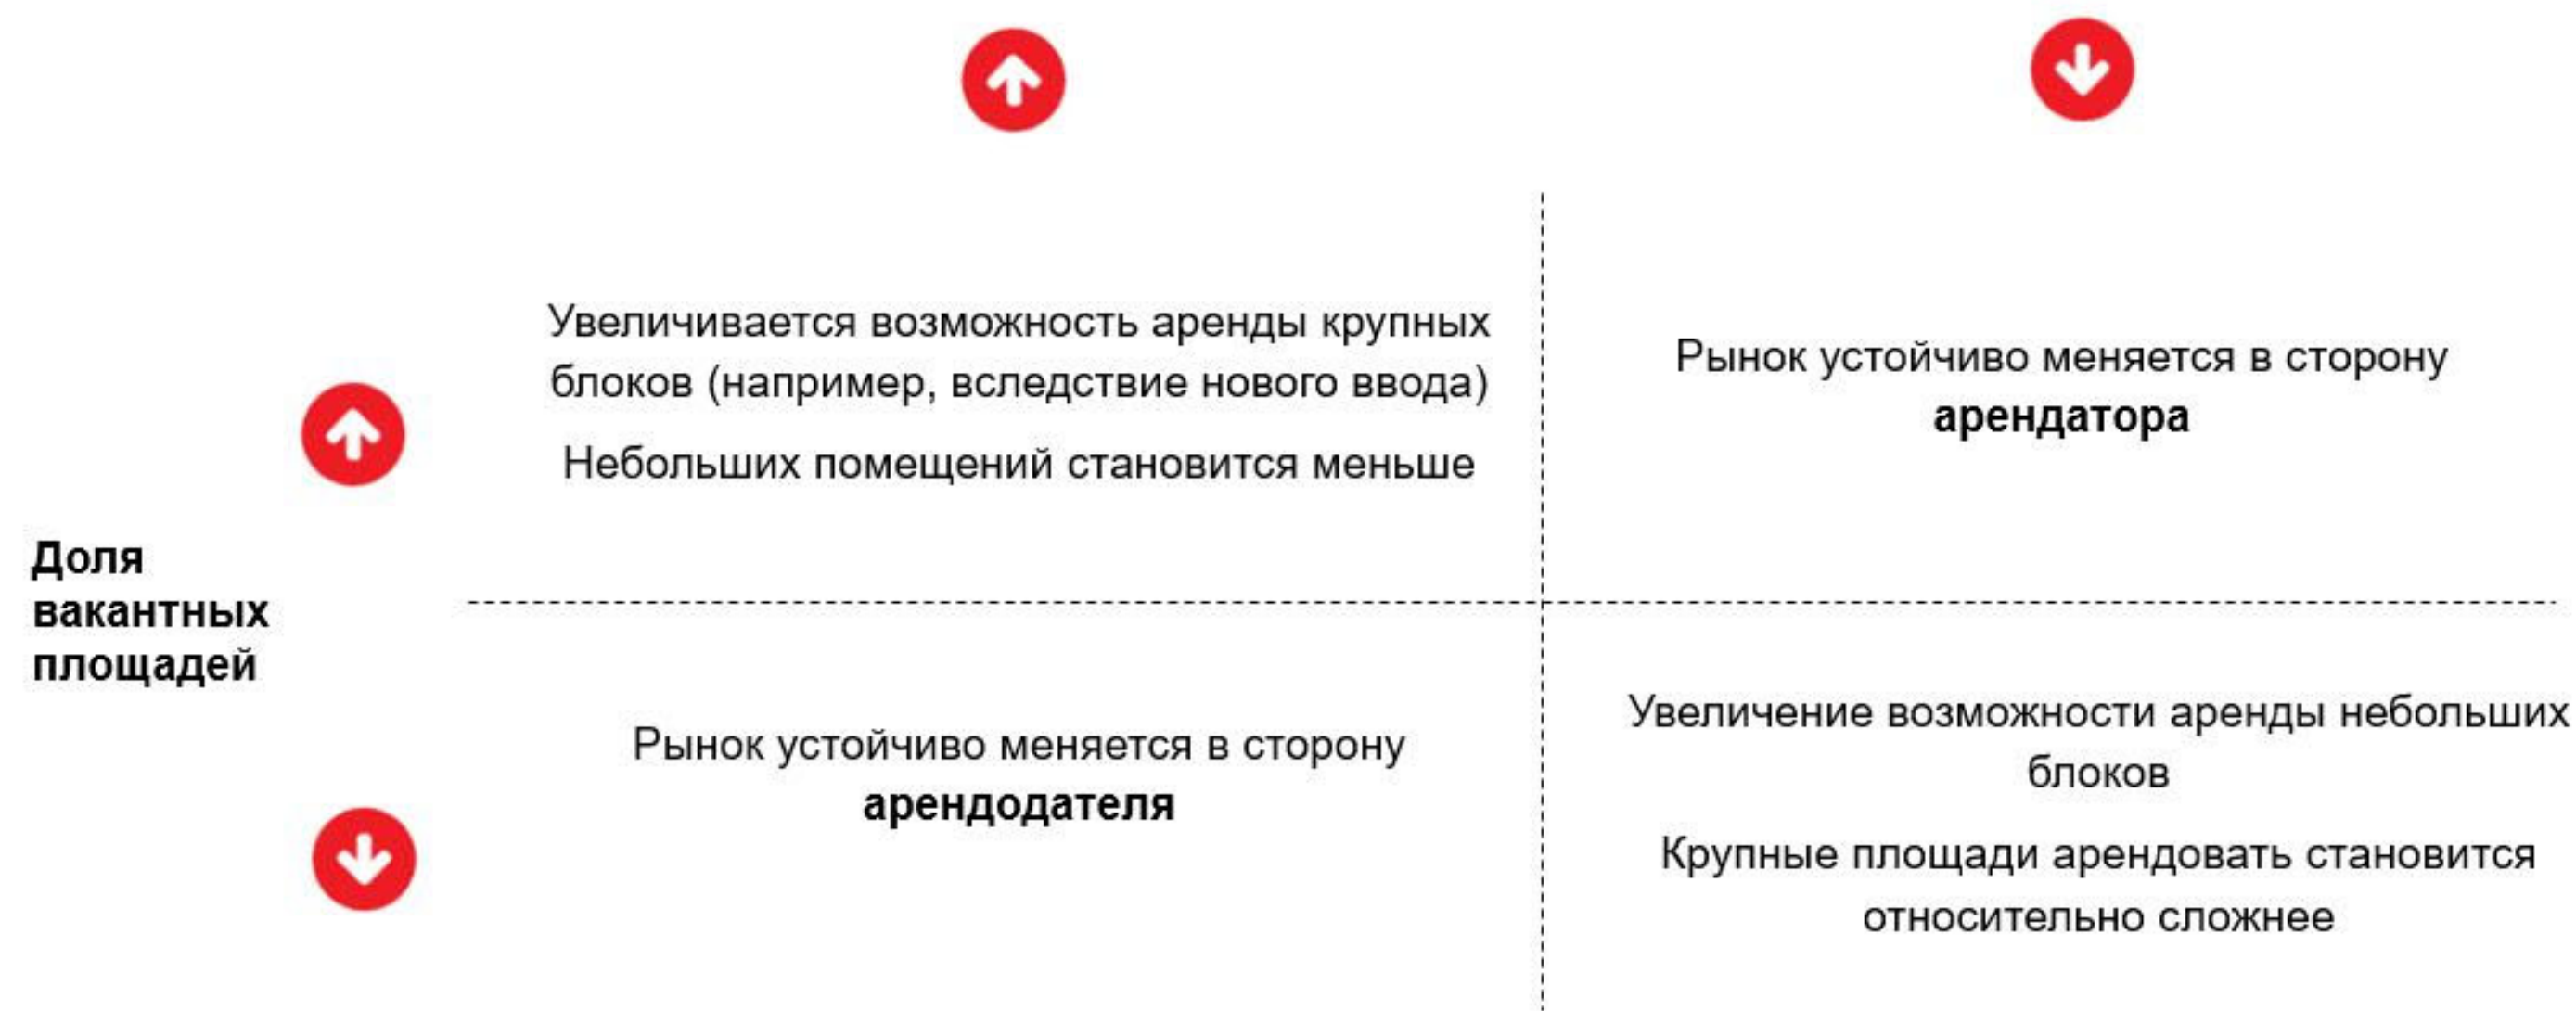 Увеличивается возможность аренды крупных
блоков (например, вследствие нового ввода)
Небольших помещений становится меньше
Рынок устойчиво меняется в сторону
арендатора
Доля
вакантных
площадей
Рынок устойчиво меняется в сторону
арендодателя
Увеличение возможности аренды небольших
блоков
Крупные площади арендовать становится
относительно сложнее